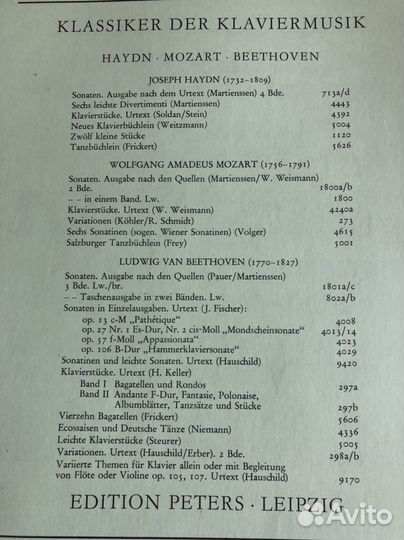 KLASSIKER DER KLAVIERMUSIK
HAYDN · MOZART · BEETHOVEN
JOSEPH HAYDN (1732–1809)
Sonaten. Ausgabe nach dem Urtext (Martienssen) 4 Bde. 713a/d
Sechs leichte Divertimenti (Martienssen) 4443
Klavierstücke. Urtext (Soldan/Stein) 4392
Neues Klavierbüchlein (Weitzmann) 5004
Zwölf kleine Stücke 1120
Tanzbüchlein (Frickert) 5626
WOLFGANG AMADEUS MOZART (1756–1791)
Sonaten. Ausgabe nach den Quellen (Martienssen/W. Weismann)
2 Bde. 1800a/b
– – in einem Band. Lw. 1800
Klavierstücke. Urtext (W. Weismann) 4240a
Variationen (Köhler/R. Schmidt) 273
Sechs Sonatinen (sogen. Wiener Sonatinen) (Volger) 4615
Salzburger Tanzbüchlein (Frey) 5001
LUDWIG VAN BEETHOVEN (1770–1827)
Sonaten. Ausgabe nach den Quellen (Pauer/Martienssen)
3 Bde. Lw./br. 1801a/c
– – Taschenausgabe in zwei Bänden. Lw. 802a/b
Sonaten in Einzelausgaben. Urtext (J. Fischer):
op. 13 c-M „Pathétique“ 4008
op. 27 Nr. 1 Es-Dur, Nr. 2 cis-Moll „Mondscheinsonate“ 4013/14
op. 57 f-Moll „Appassionata“ 4023
op. 106 B-Dur „Hammerklaviersonate“ 4029
Sonatinen und leichte Sonaten. Urtext (Hauschild) 9420
Klavierstücke. Urtext (H. Keller)
Band I Bagatellen und Rondos 297a
Band II Andante F-Dur, Fantasie, Polonaise,
Albumblätter, Tanzsätze und Stücke 297b
Vierzehn Bagatellen (Frickert) 5606
Ecossaisen und Deutsche Tänze (Niemann) 4336
Leichte Klavierstücke (Steurer) 5005
Variationen. Urtext (Hauschild/Erber). 2 Bde. 298a/b
Variierte Themen für Klavier allein oder mit Begleitung
von Flöte oder Violine op. 105, 107. Urtext (Hauschild) 9170
EDITION PETERS · LEIPZIG
Avito